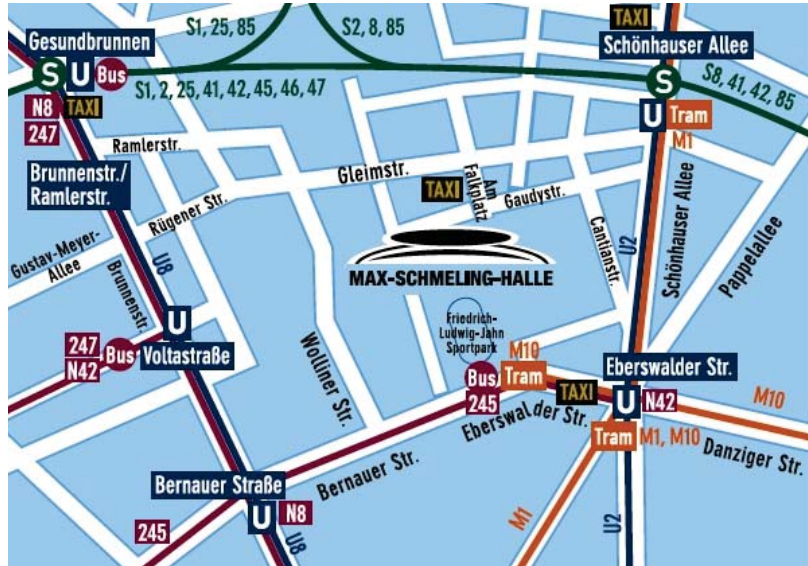 TAXI
Gesundbrunnen
S1, 25, 85
S2, 8, 85
Schönhauser Allee
S
U
Bus
S1, 2, 25, 41, 42, 45, 46, 47
S
S8, 41, 42, 85
N8
TAXI
247
U
Tram
M1
Ramlerstr.
Brunnenstr./
Ramlerstr.
Gleimstr.
TAXI
Am
Falkplatz
Gaudystr.
Rügener Str.
Gustav-Meyer-
Allee
Brunnenstr.
U8
Cantianstr.
U2
Schönhauser Allee
Pappelallee
MAX-SCHMELING-HALLE
U
247
Bus
N42
Voltastraße
Wolliner Str.
Friedrich-
Ludwig-Jahn
Sportpark
M10
Bus
Tram
245
TAXI
Eberswalder Str.
U
N42
M10
Eberswalder Str.
Tram
M1, M10
Danziger Str.
Bernauer Str.
Bernauer Straße
U
N8
245
U8
M1
U2